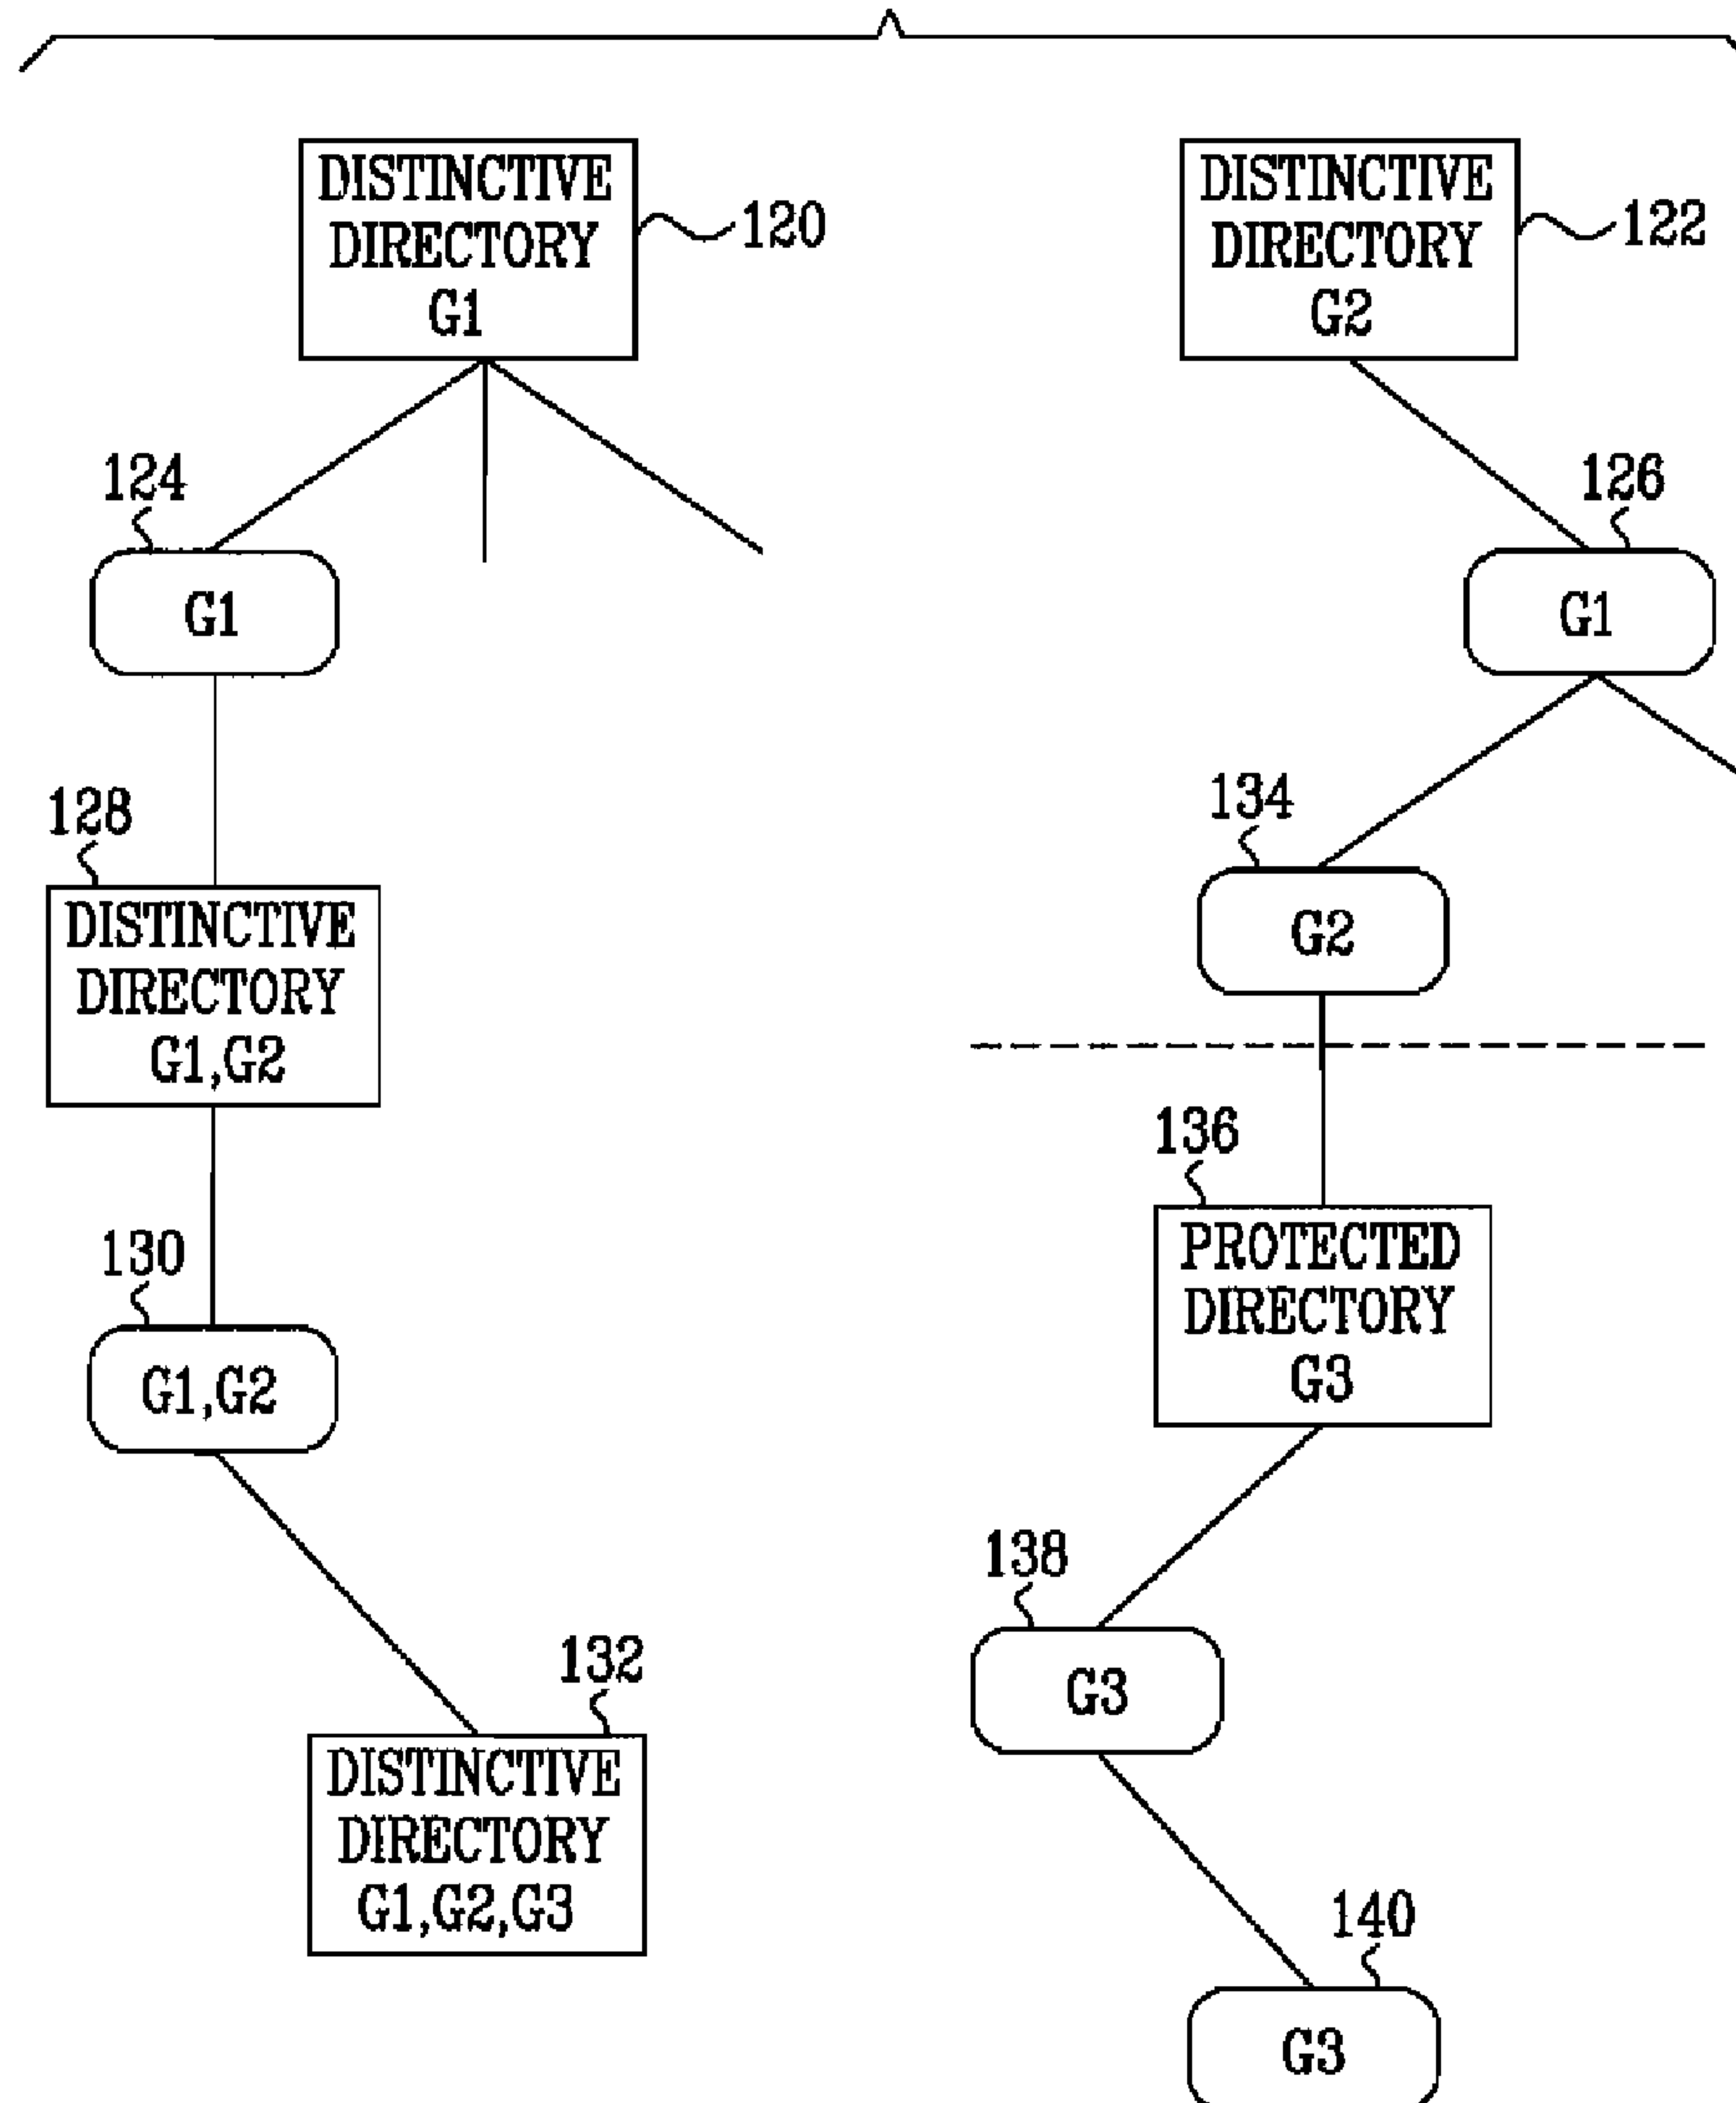 DISTINCTIVE
DIRECTORY
G1
120
DISTINCTIVE
DIRECTORY
G2
122
124
G1
126
G1
128
DISTINCTIVE
DIRECTORY
G1,G2
134
G2
130
G1,G2
136
PROTECTED
DIRECTORY
G3
132
DISTINCTIVE
DIRECTORY
G1,G2,G3
138
G3
140
G3